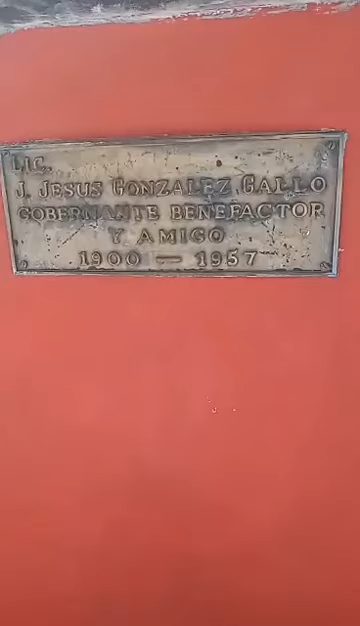 LIC.
J. JESUS GONZALEZ GALLO
GOBERNANTE BENEFACTOR
Y AMIGO
1900 — 1957